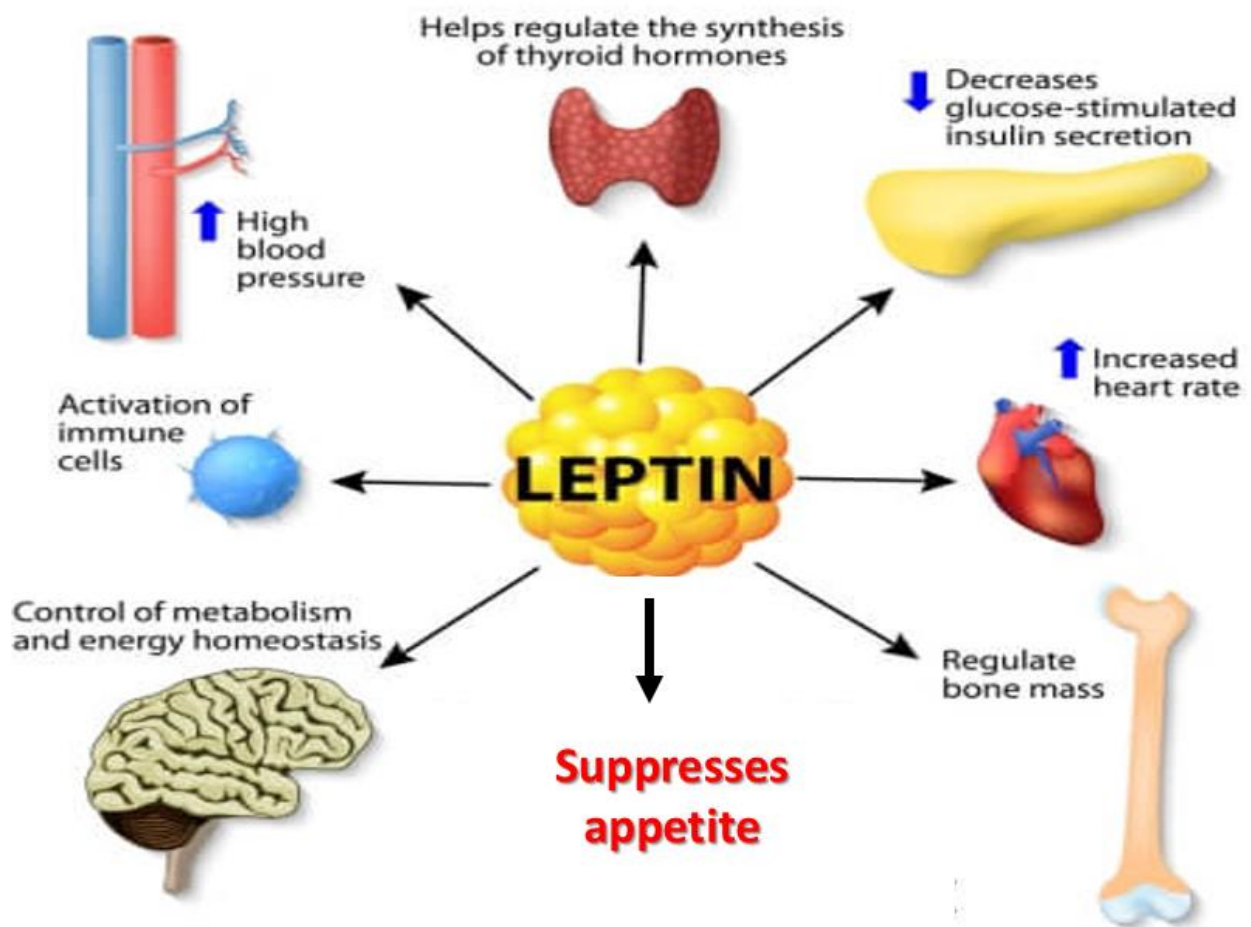 Helps regulate the synthesis
of thyroid hormones
Decreases
glucose-stimulated
insulin secretion
High
blood
pressure
Increased
heart rate
Activation of
immune
cells
LEPTIN
Control of metabolism
and energy homeostasis
Regulate
bone mass
Suppresses
appetite